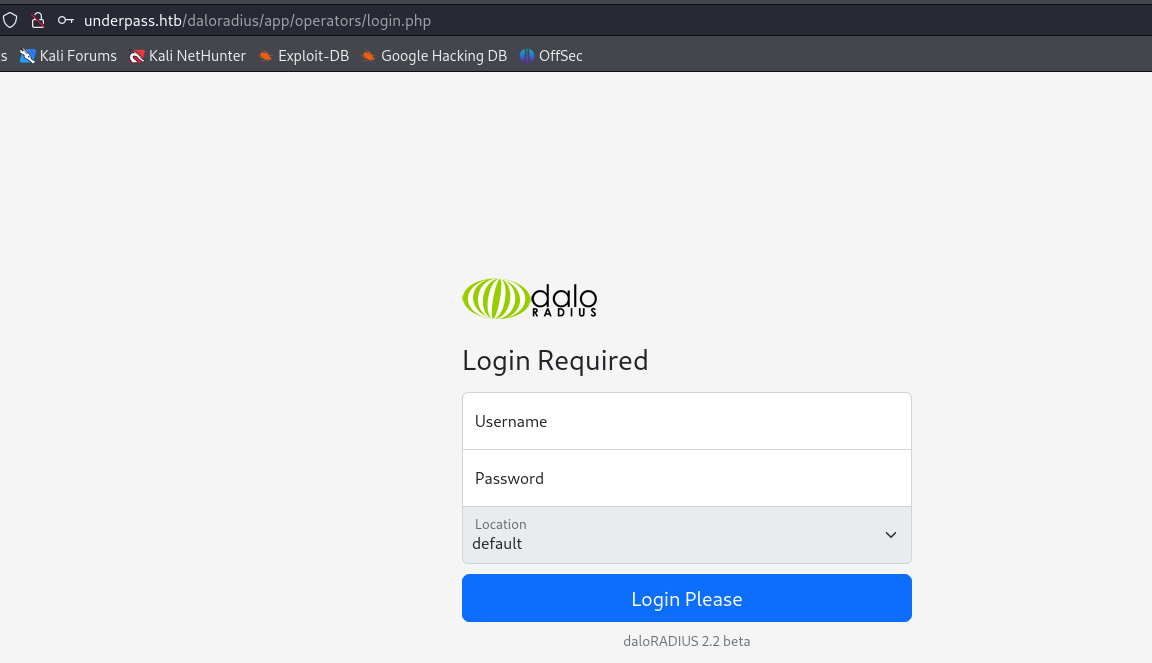 underpass.htb/daloradius/app/operators/login.php
s Kali Forums Kali NetHunter Exploit-DB Google Hacking DB OffSec
dalo
RADIUS
Login Required
Username
Password
Location
default
Login Please
daloRADIUS 2.2 beta